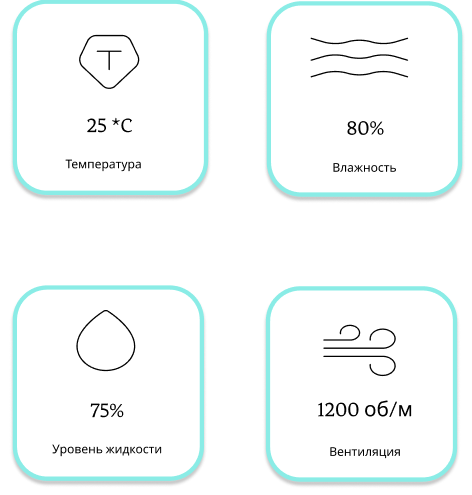 T
25 *C
Температура
80%
Влажность
75%
Уровень жидкости
1200 об/м
Вентиляция